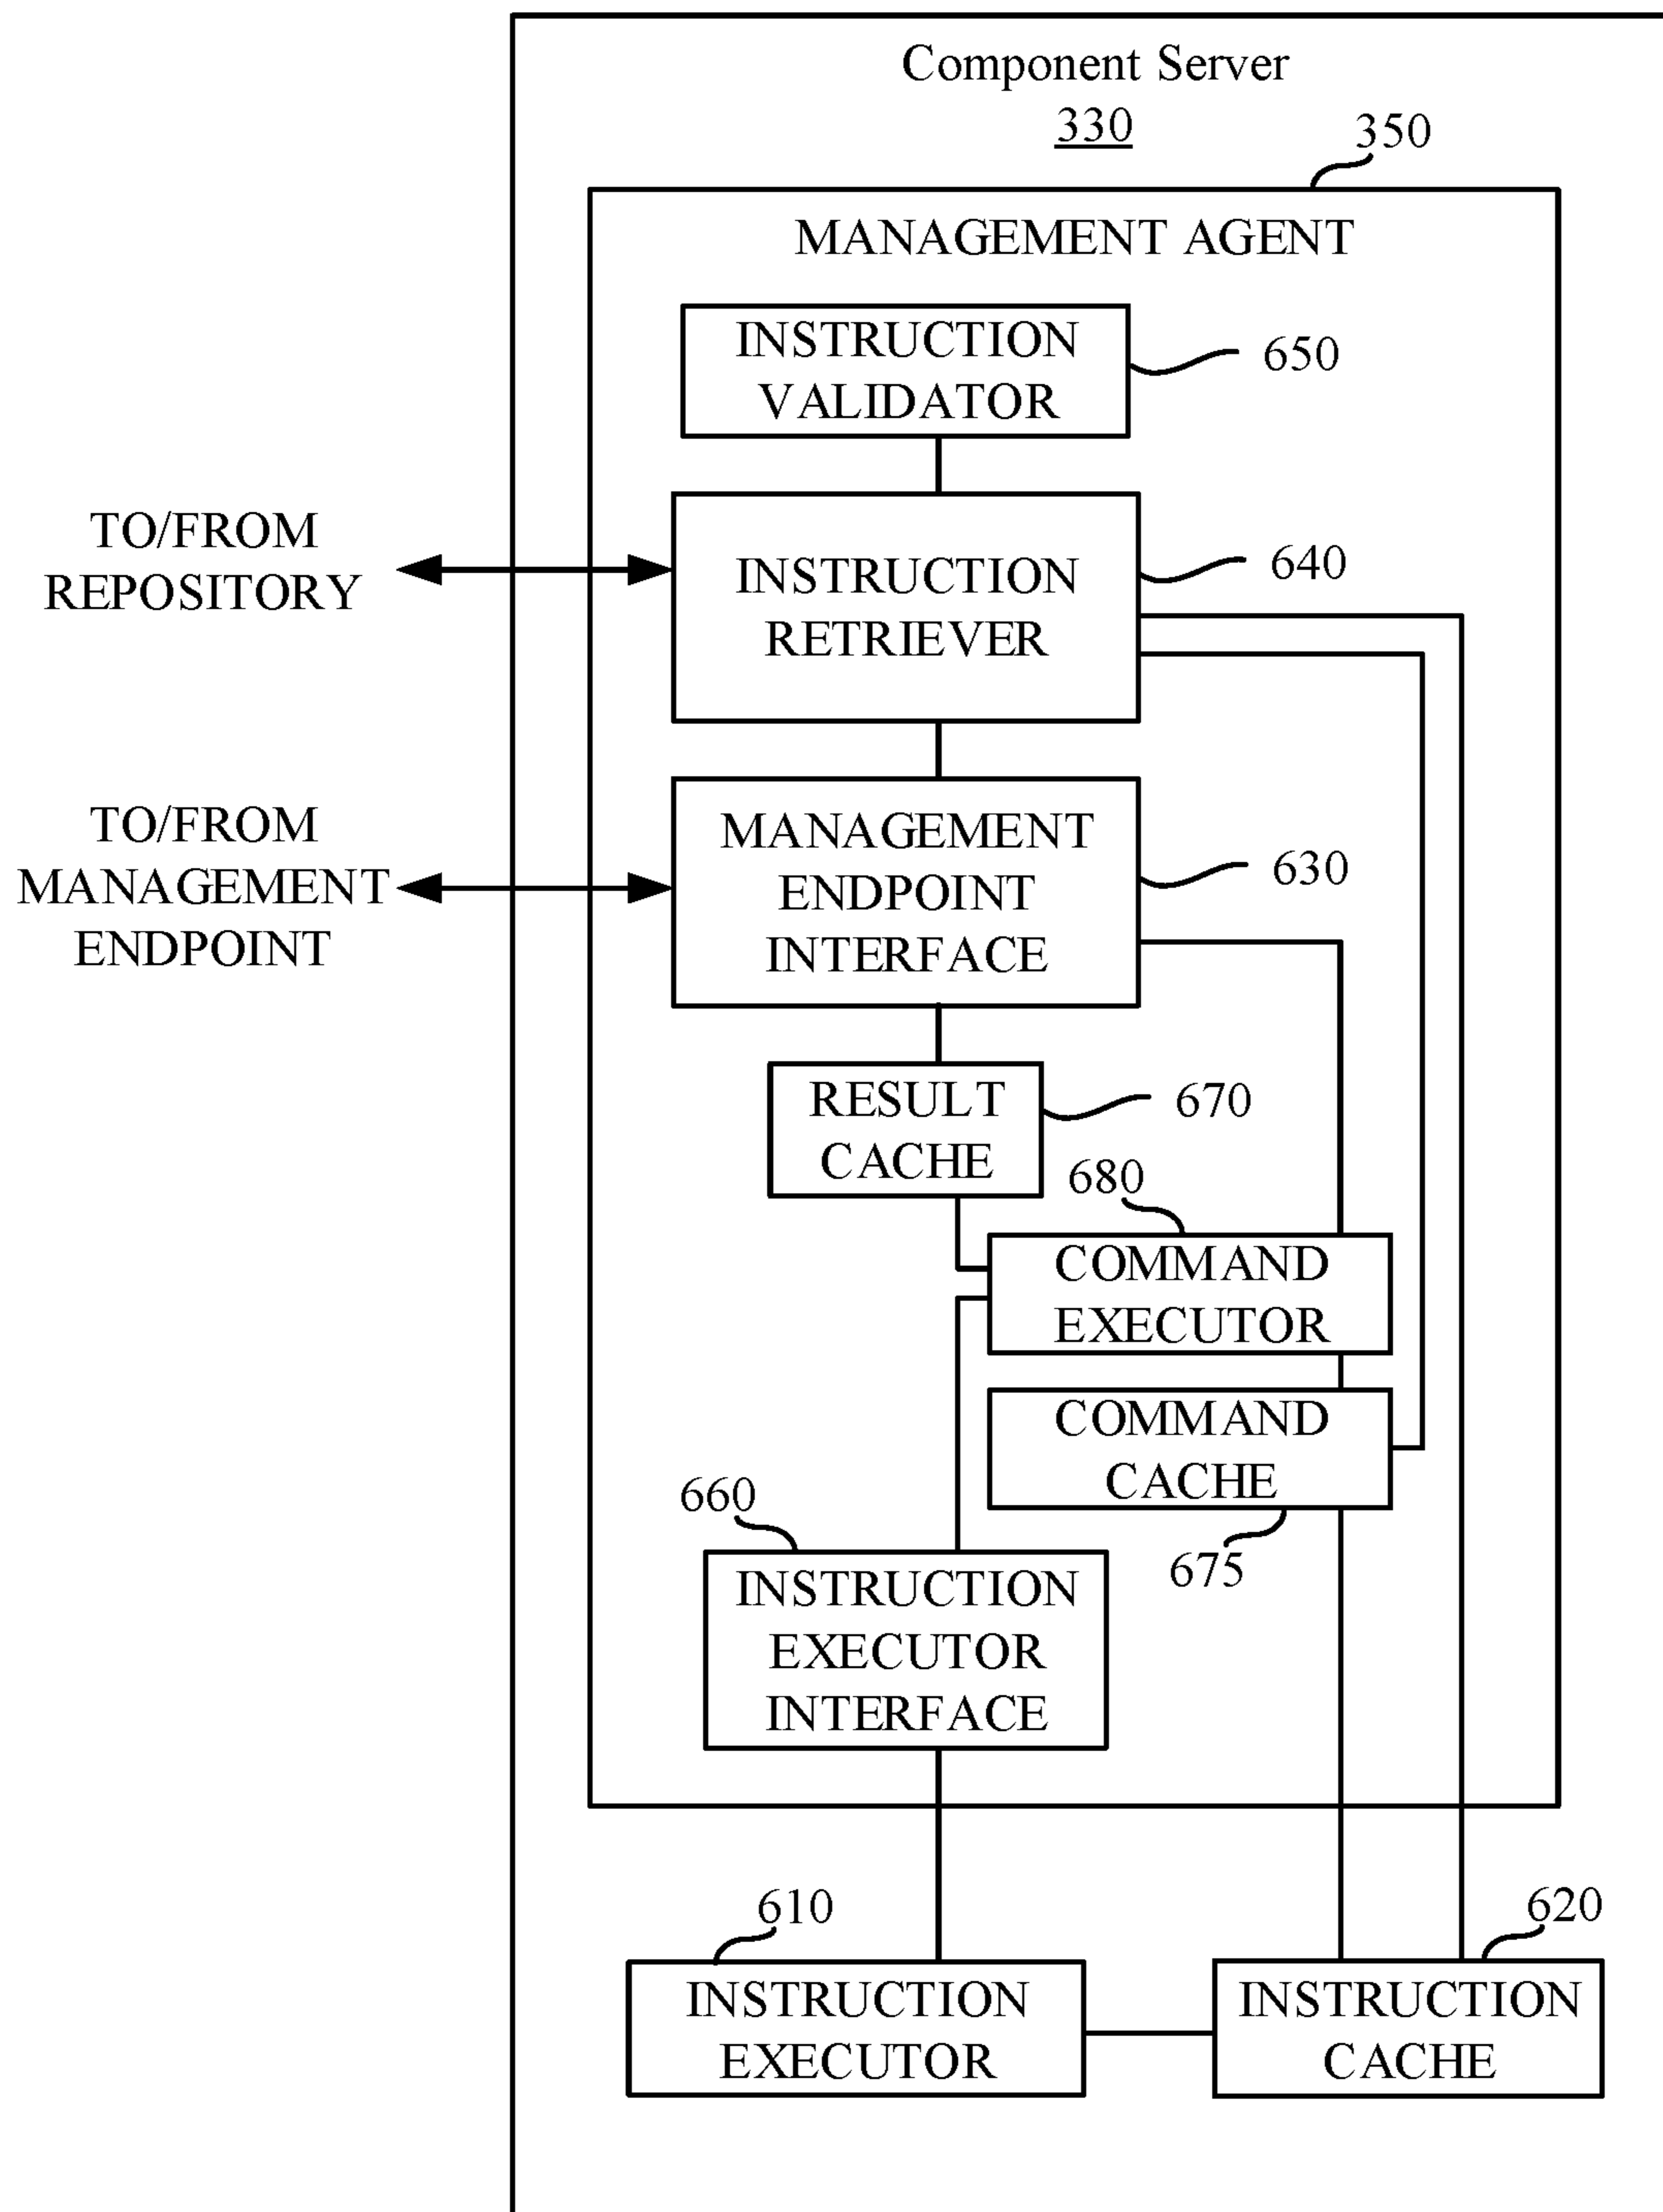 Component Server
330
350
MANAGEMENT AGENT
INSTRUCTION
VALIDATOR
650
TO/FROM
REPOSITORY
INSTRUCTION
RETRIEVER
640
TO/FROM
MANAGEMENT
ENDPOINT
MANAGEMENT
ENDPOINT
INTERFACE
630
RESULT
CACHE
670
680
COMMAND
EXECUTOR
COMMAND
CACHE
675
660
INSTRUCTION
EXECUTOR
INTERFACE
610
INSTRUCTION
EXECUTOR
620
INSTRUCTION
CACHE